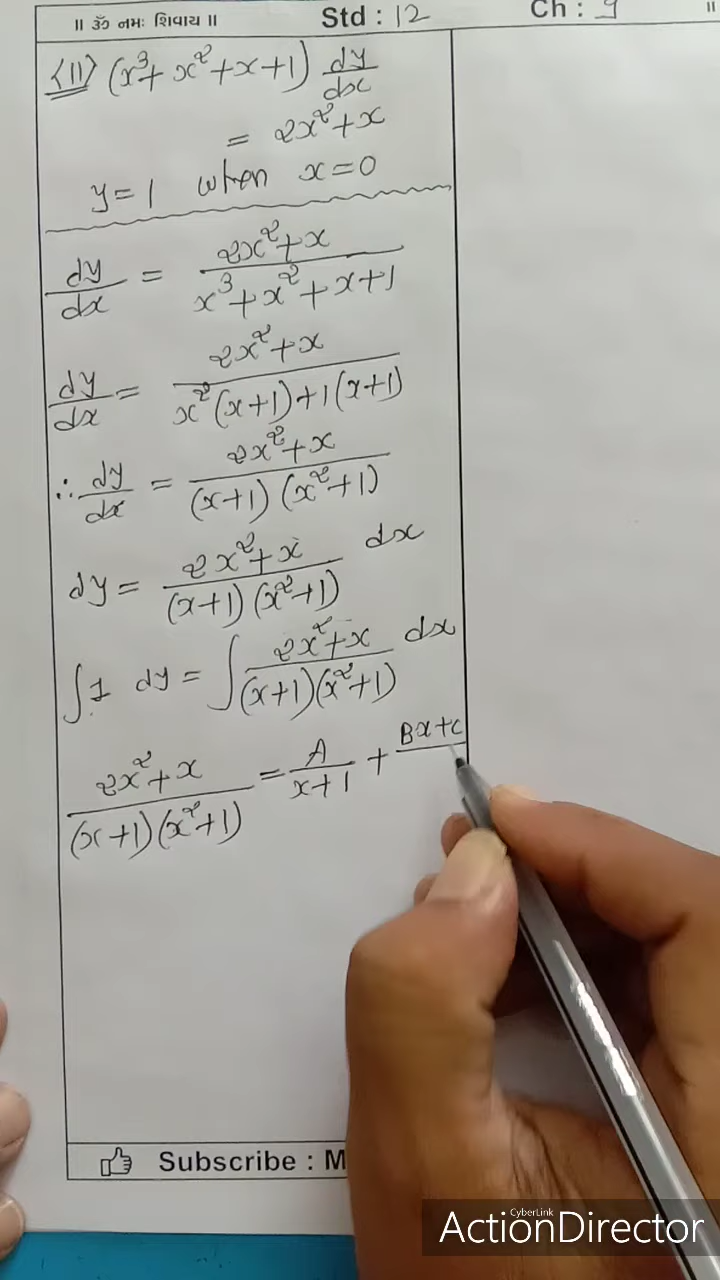 ॥ ॐ नमः शिवाय ॥ Std : 12 Ch : 9 ॥
<11> (x³+x²+x+1) dy/dx
= 2x²+x
y=1 when x=0
dy/dx = 2x²+x / x³+x²+x+1
dy/dx = 2x²+x / x²(x+1)+1(x+1)
∴ dy/dx = 2x²+x / (x+1)(x²+1)
dy = 2x²+x / (x+1)(x²+1) dx
∫1 dy = ∫ 2x²+x / (x+1)(x²+1) dx
2x²+x / (x+1)(x²+1) = A / x+1 + Bx+C
Subscribe : M
CyberLink
ActionDirector